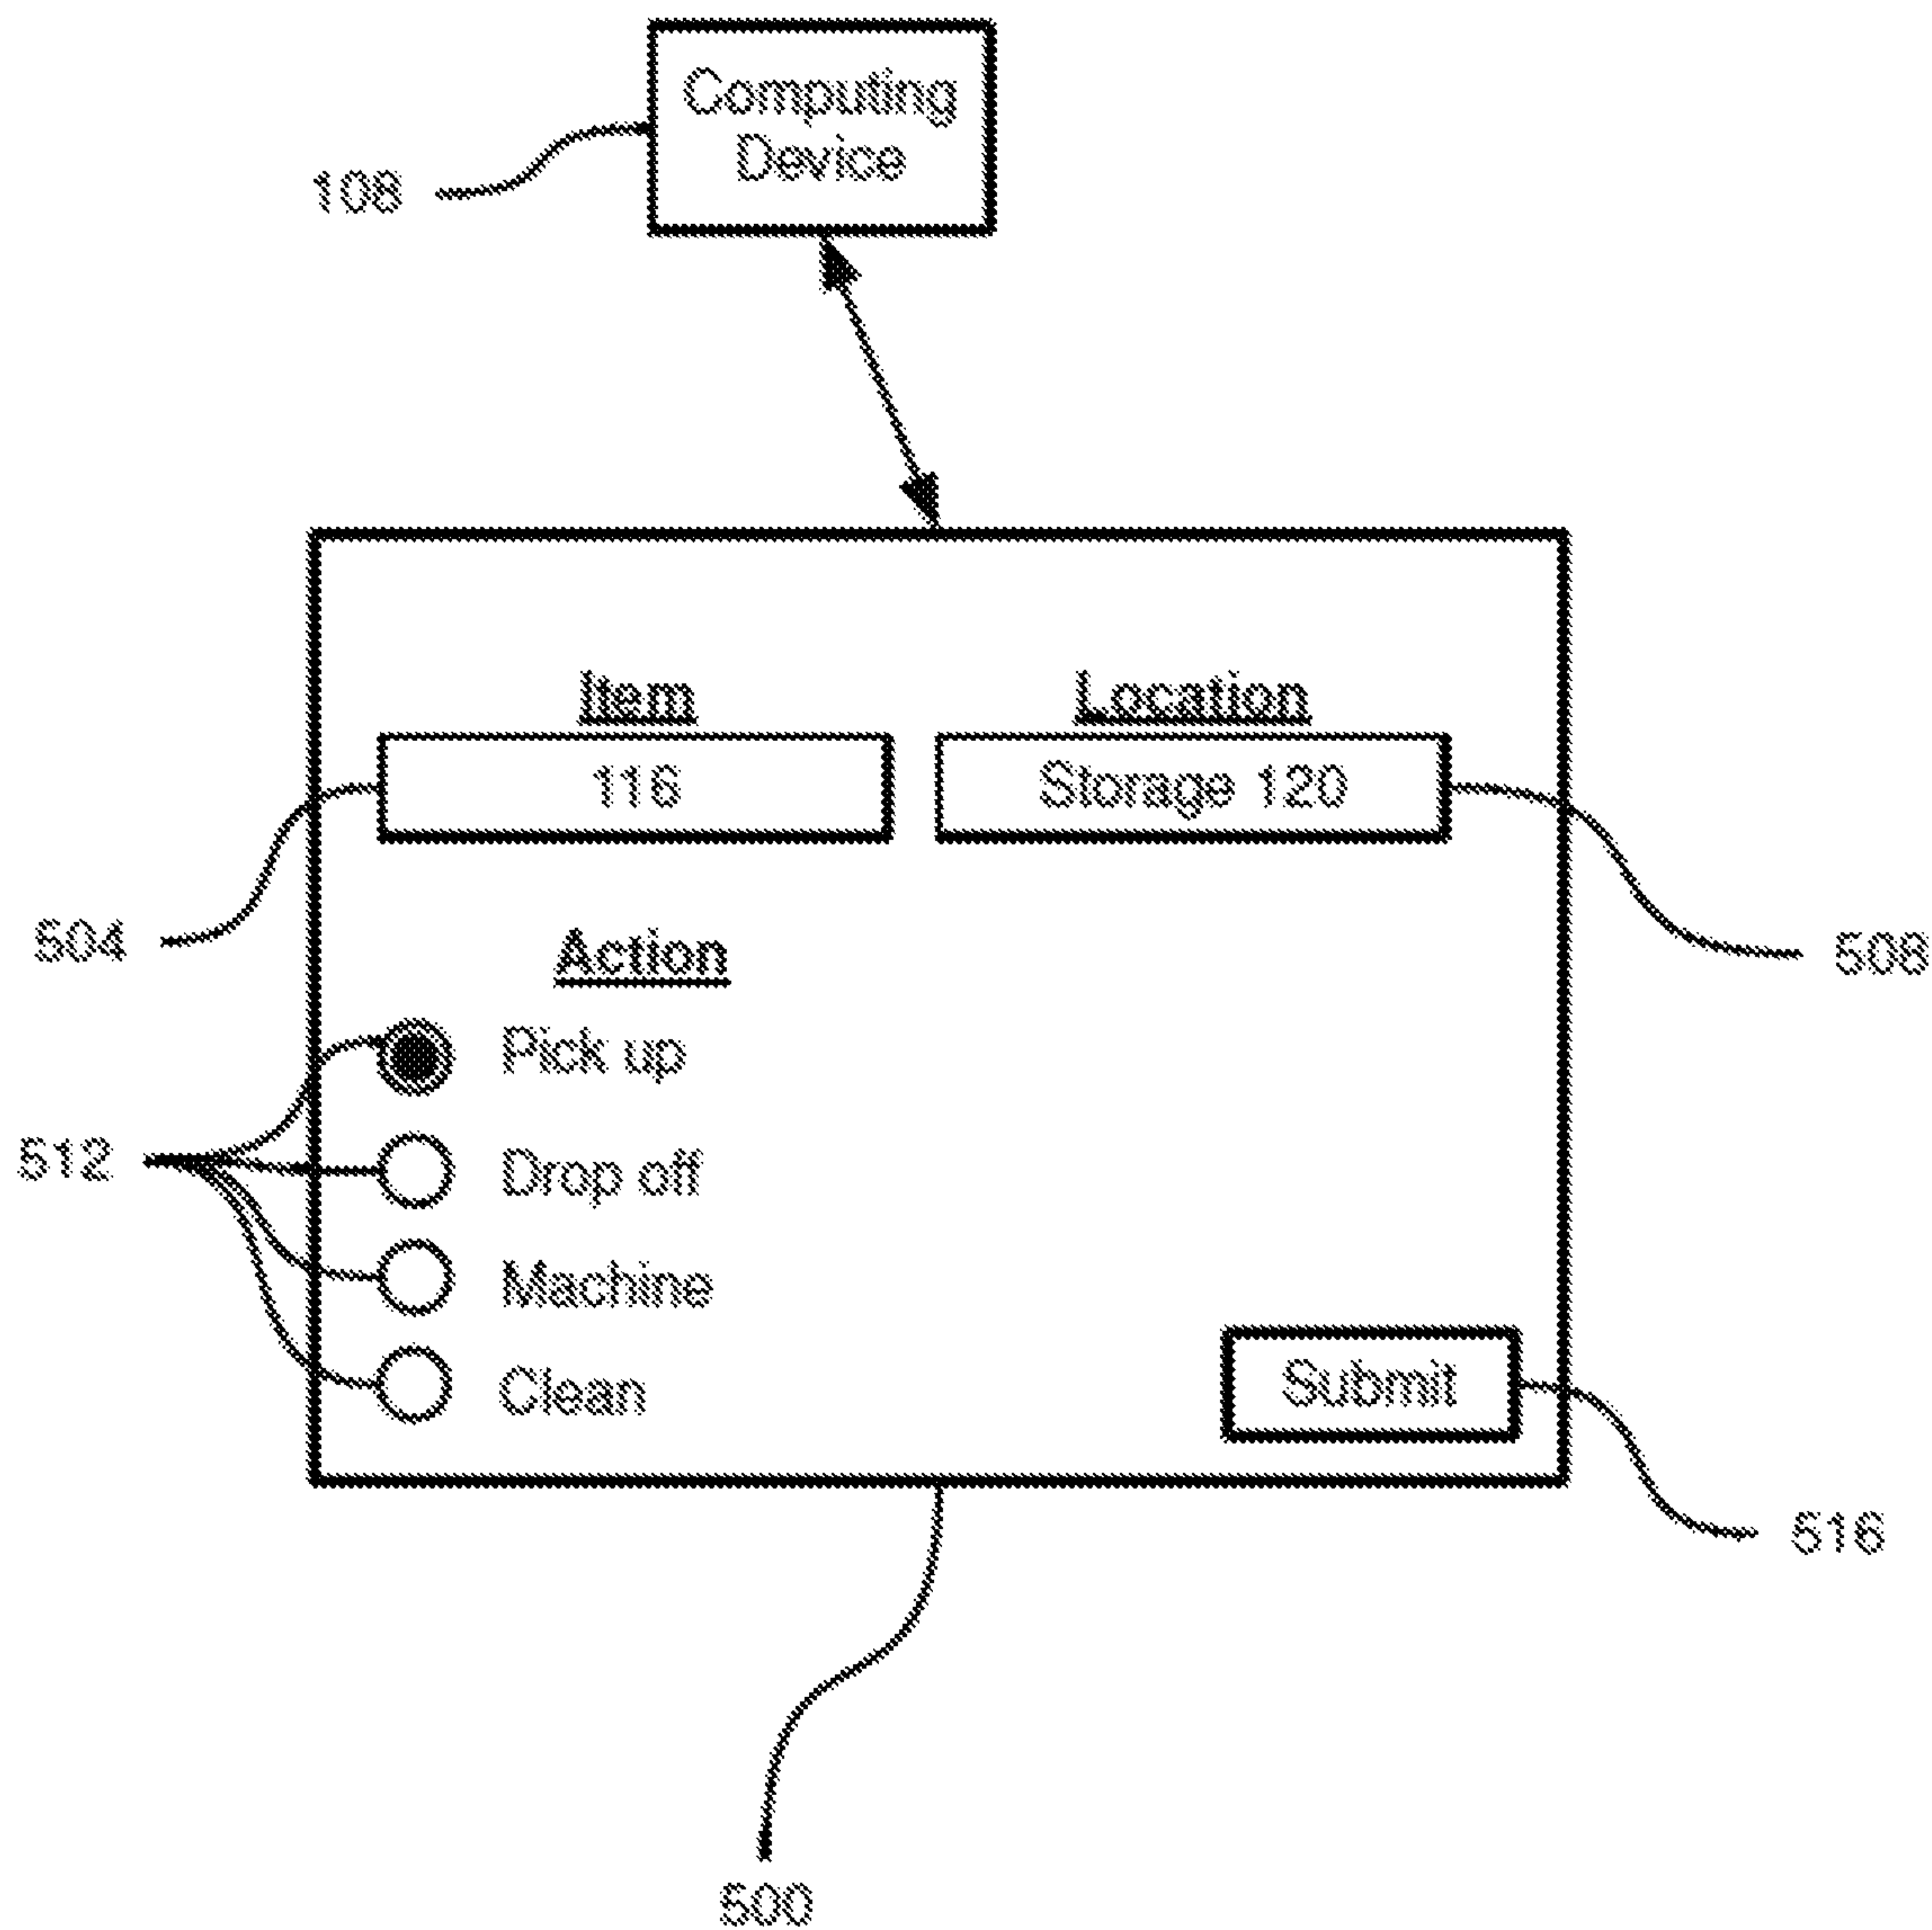 Computing
Device
108
Item Location
116 Storage 120
504
Action
508
Pick up
512
Drop off
Machine
Clean
Submit
516
500